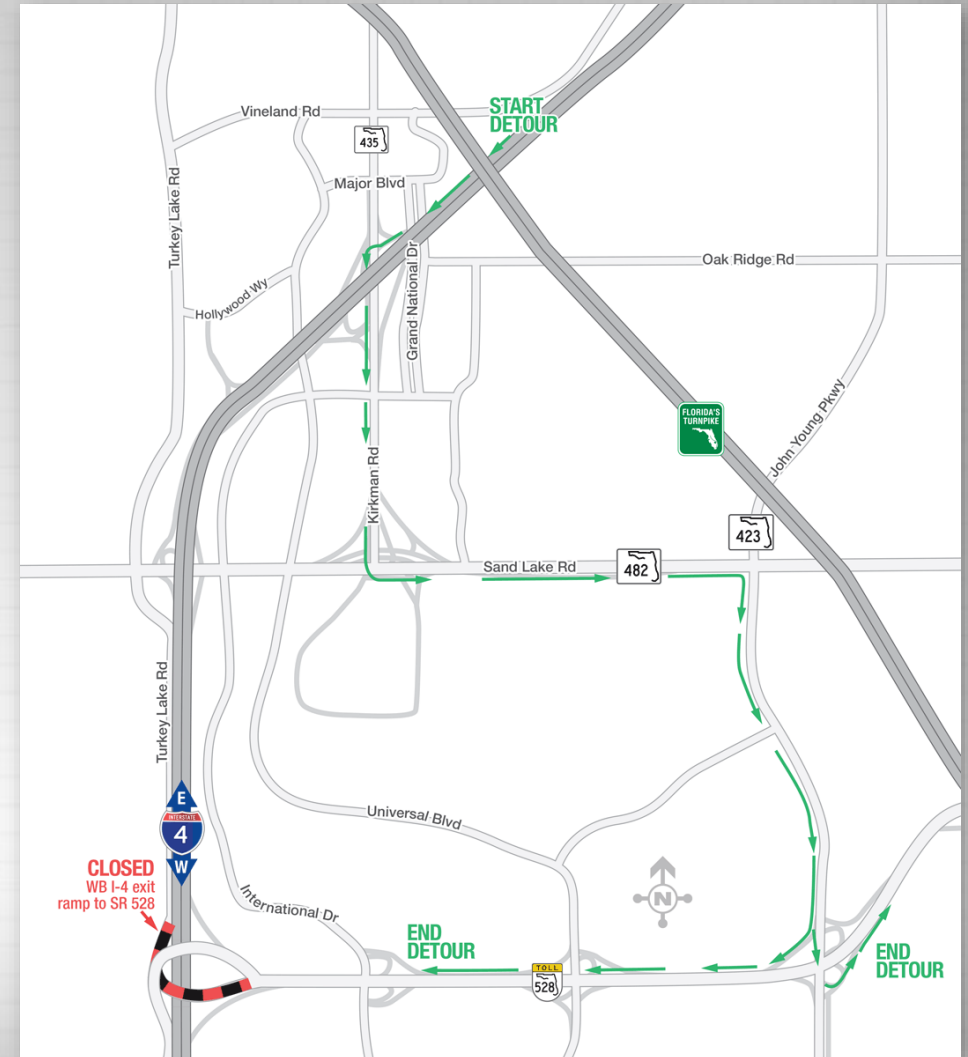 START
DETOUR
Vineland Rd
435
Major Blvd
Turkey Lake Rd
Oak Ridge Rd
Grand National Dr
Hollywood Wy
FLORIDA'S
TURNPIKE
John Young Pkwy
Kirkman Rd
423
Sand Lake Rd
482
Turkey Lake Rd
E
INTERSTATE
4
W
Universal Blvd
CLOSED
WB I-4 exit
ramp to SR 528
International Dr
N
END
DETOUR
END
DETOUR
TOLL
528